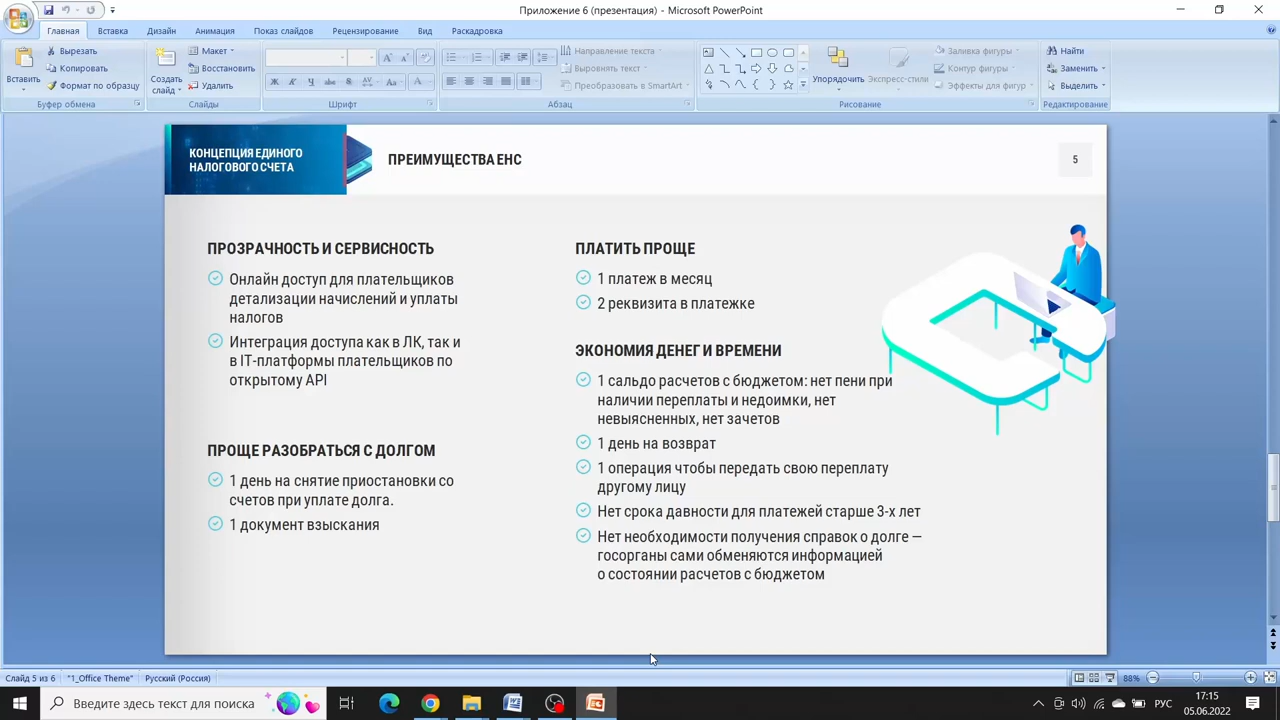 Приложение 6 (презентация) - Microsoft PowerPoint
Главная Вставка Дизайн Анимация Показ слайдов Рецензирование Вид Раскадровка
Вставить
Вырезать
Копировать
Формат по образцу
Буфер обмена
Создать слайд
Макет
Восстановить
Удалить
Слайды
Ж К Ч abc S AV Aa A
Шрифт
Направление текста
Выровнять текст
Преобразовать в SmartArt
Абзац
Упорядочить
Экспресс-стили
Заливка фигуры
Контур фигуры
Эффекты для фигур
Рисование
Найти
Заменить
Выделить
Редактирование
КОНЦЕПЦИЯ ЕДИНОГО
НАЛОГОВОГО СЧЕТА
ПРЕИМУЩЕСТВА ЕНС
5
ПРОЗРАЧНОСТЬ И СЕРВИСНОСТЬ
Онлайн доступ для плательщиков
детализации начислений и уплаты
налогов
Интеграция доступа как в ЛК, так и
в IT-платформы плательщиков по
открытому API
ПРОЩЕ РАЗОБРАТЬСЯ С ДОЛГОМ
1 день на снятие приостановки со
счетов при уплате долга.
1 документ взыскания
ПЛАТИТЬ ПРОЩЕ
1 платеж в месяц
2 реквизита в платежке
ЭКОНОМИЯ ДЕНЕГ И ВРЕМЕНИ
1 сальдо расчетов с бюджетом: нет пени при
наличии переплаты и недоимки, нет
невыясненных, нет зачетов
1 день на возврат
1 операция чтобы передать свою переплату
другому лицу
Нет срока давности для платежей старше 3-х лет
Нет необходимости получения справок о долге —
госорганы сами обмениваются информацией
о состоянии расчетов с бюджетом
Слайд 5 из 6 "1_Office Theme" Русский (Россия) 88%
Введите здесь текст для поиска
РУС
17:15
05.06.2022